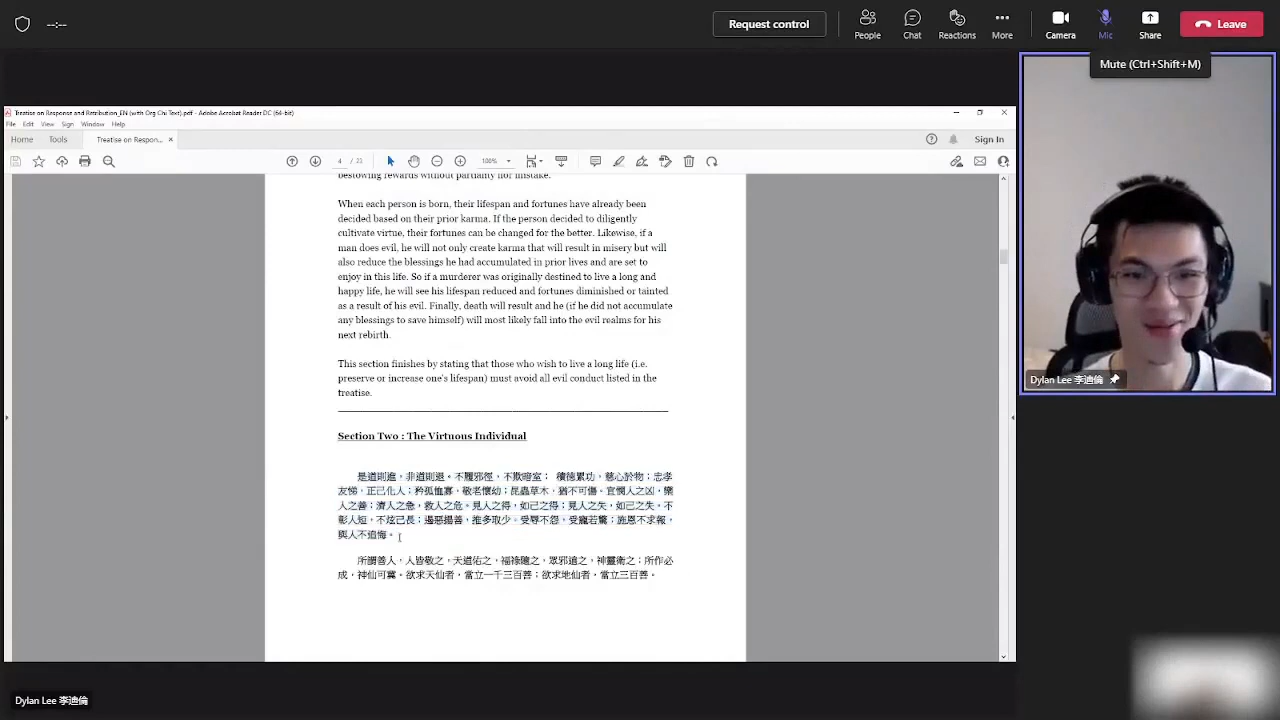 --:--
Request control
People
Chat
Reactions
More
Camera
Mic
Share
Leave
Mute (Ctrl+Shift+M)
Treatise on Response and Retribution_EN (with Org Chi Text).pdf - Adobe Acrobat Reader DC (64-bit)
File Edit View Sign Window Help
Home Tools Treatise on Respon... ×
Sign In
4 / 21
100%
bestowing rewards without partiality nor mistake.
When each person is born, their lifespan and fortunes have already been
decided based on their prior karma. If the person decided to diligently
cultivate virtue, their fortunes can be changed for the better. Likewise, if a
man does evil, he will not only create karma that will result in misery but will
also reduce the blessings he had accumulated in prior lives and are set to
enjoy in this life. So if a murderer was originally destined to live a long and
happy life, he will see his lifespan reduced and fortunes diminished or tainted
as a result of his evil. Finally, death will result and he (if he did not accumulate
any blessings to save himself) will most likely fall into the evil realms for his
next rebirth.
This section finishes by stating that those who wish to live a long life (i.e.
preserve or increase one's lifespan) must avoid all evil conduct listed in the
treatise.
Section Two : The Virtuous Individual
是道則進，非道則退。不履邪徑，不欺暗室； 積德累功，慈心於物；忠孝
友悌，正己化人；矜孤恤寡，敬老懷幼；昆蟲草木，猶不可傷。宜憫人之凶，樂
人之善；濟人之急，救人之危。見人之得，如己之得；見人之失，如己之失。不
彰人短，不炫己長；遏惡揚善，推多取少。受辱不怨，受寵若驚；施恩不求報，
與人不追悔。
所謂善人，人皆敬之，天道佑之，福祿隨之，眾邪遠之，神靈衛之；所作必
成，神仙可冀。欲求天仙者，當立一千三百善；欲求地仙者，當立三百善。
Dylan Lee 李迪倫
Dylan Lee 李迪倫